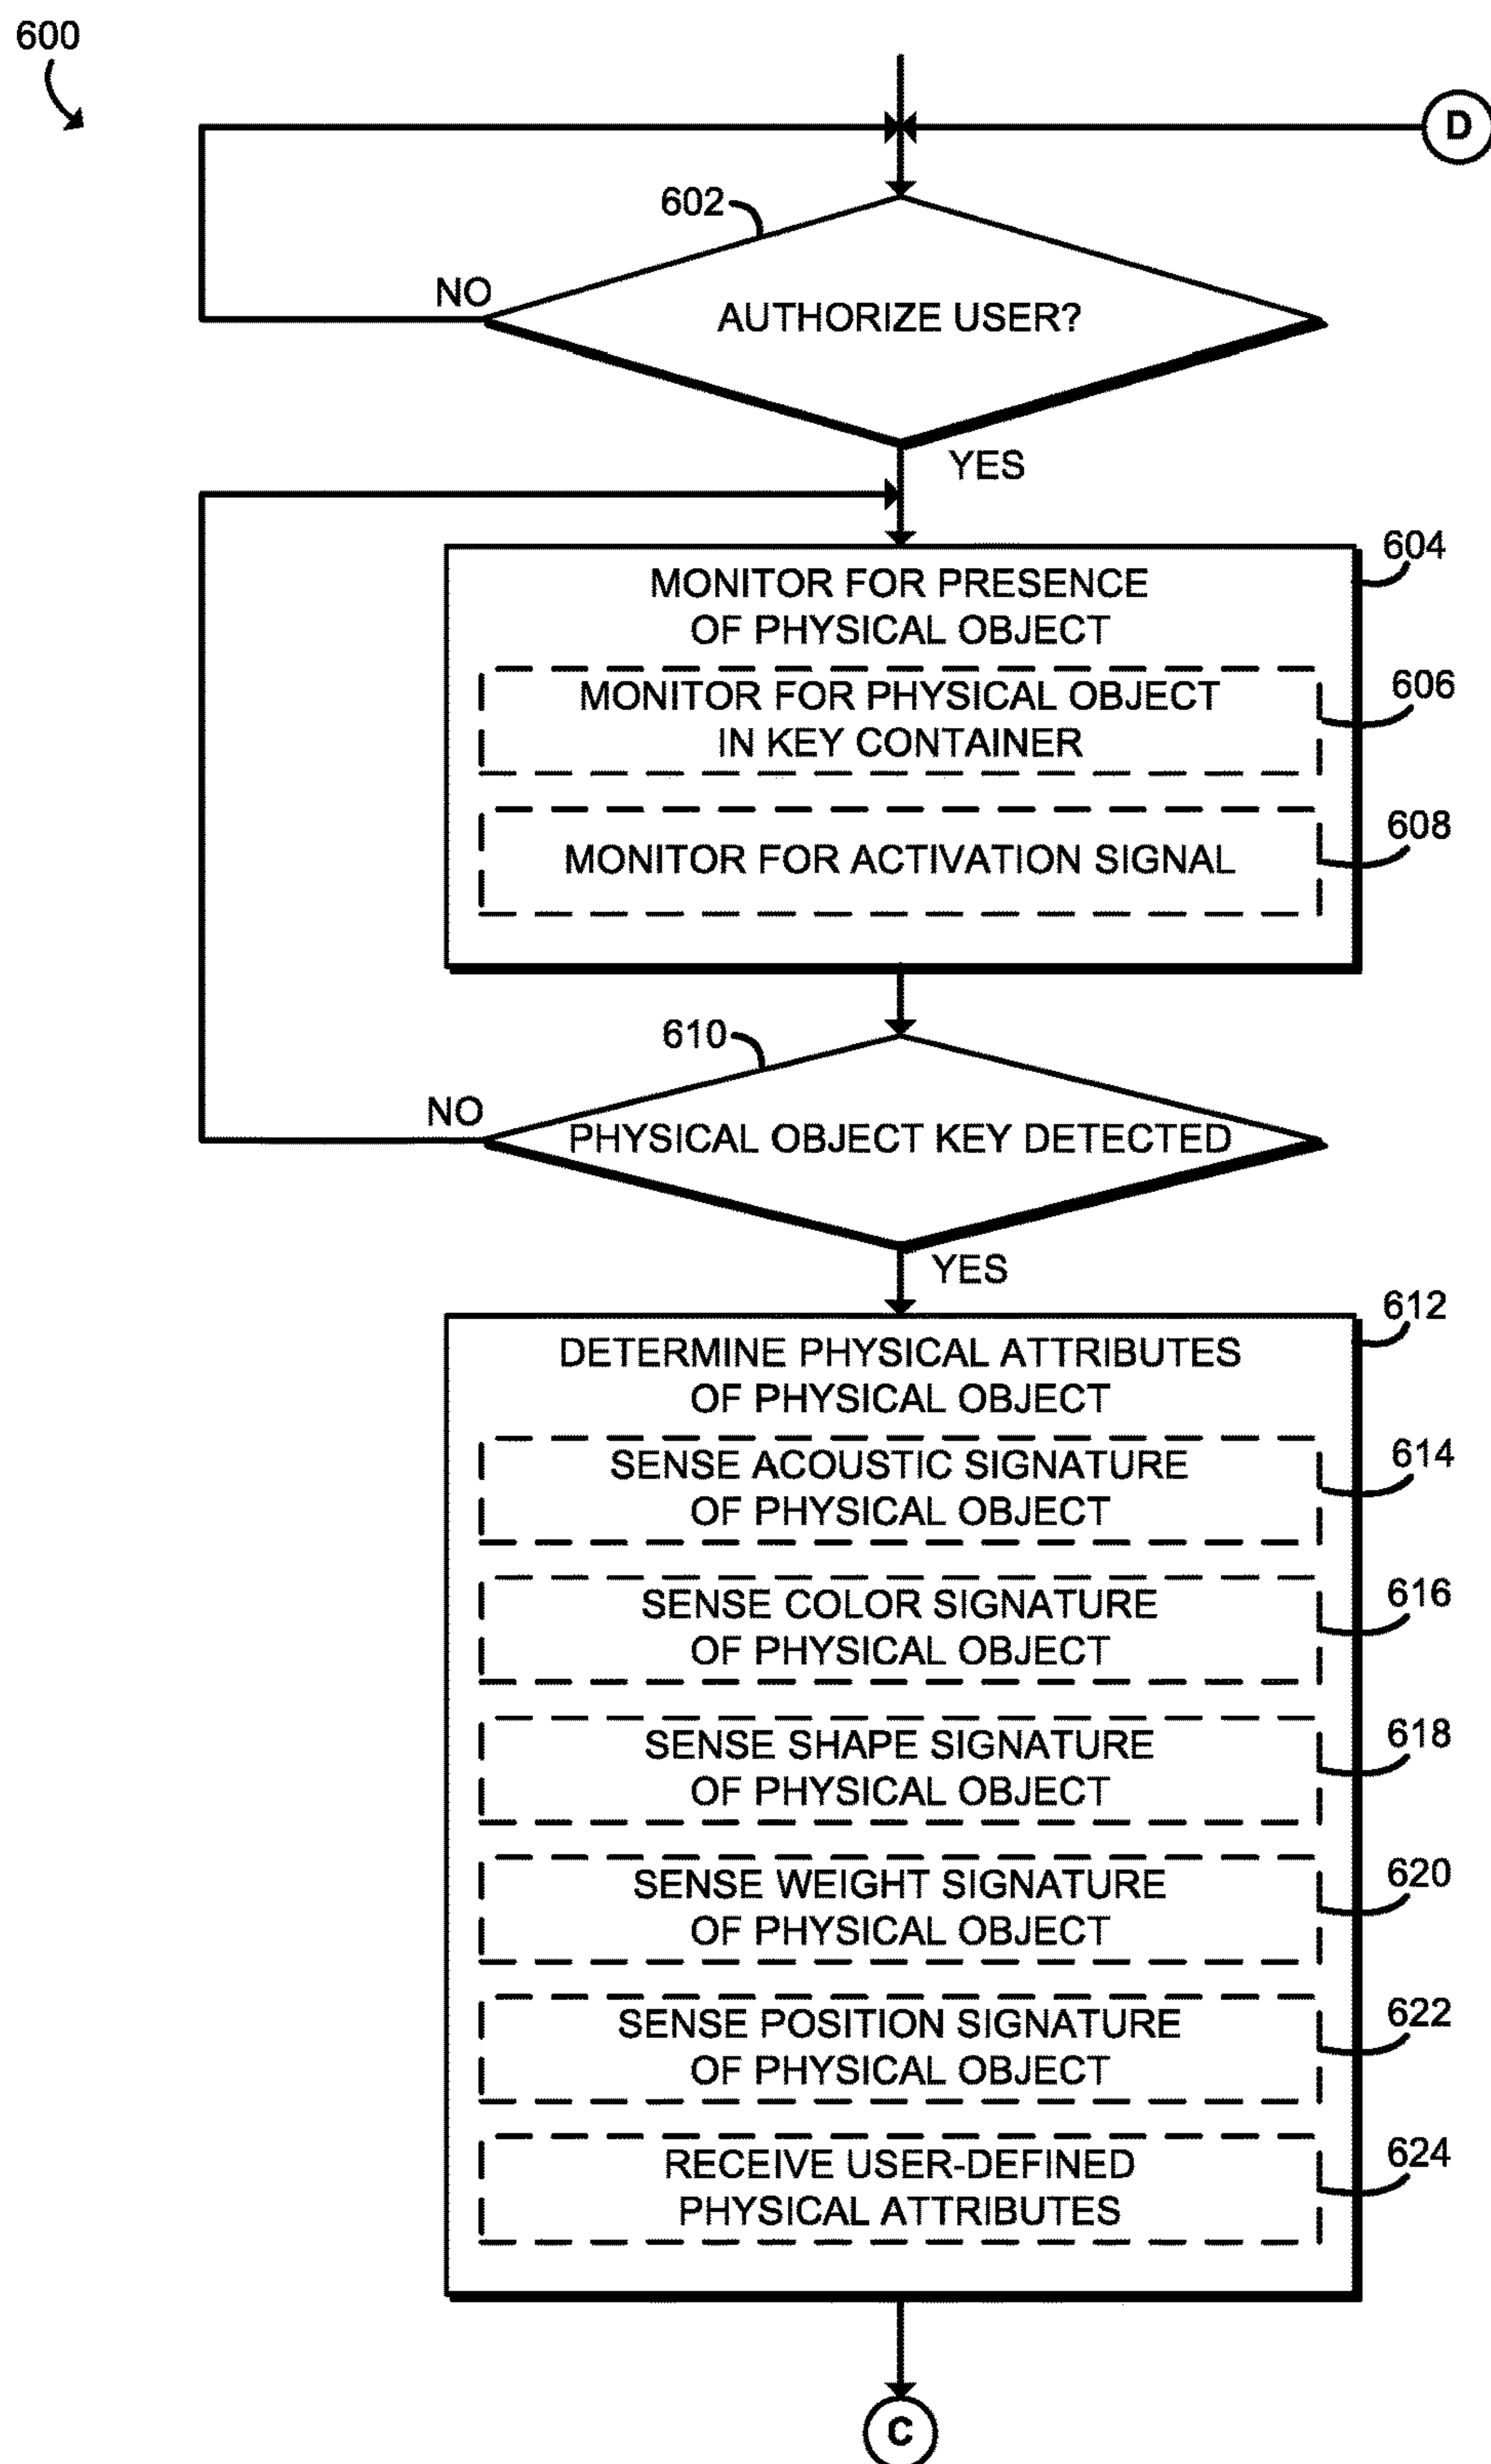 600
D
602
NO
AUTHORIZE USER?
YES
604
MONITOR FOR PRESENCE
OF PHYSICAL OBJECT
606
MONITOR FOR PHYSICAL OBJECT
IN KEY CONTAINER
608
MONITOR FOR ACTIVATION SIGNAL
610
NO
PHYSICAL OBJECT KEY DETECTED
YES
612
DETERMINE PHYSICAL ATTRIBUTES
OF PHYSICAL OBJECT
614
SENSE ACOUSTIC SIGNATURE
OF PHYSICAL OBJECT
616
SENSE COLOR SIGNATURE
OF PHYSICAL OBJECT
618
SENSE SHAPE SIGNATURE
OF PHYSICAL OBJECT
620
SENSE WEIGHT SIGNATURE
OF PHYSICAL OBJECT
622
SENSE POSITION SIGNATURE
OF PHYSICAL OBJECT
624
RECEIVE USER-DEFINED
PHYSICAL ATTRIBUTES
C